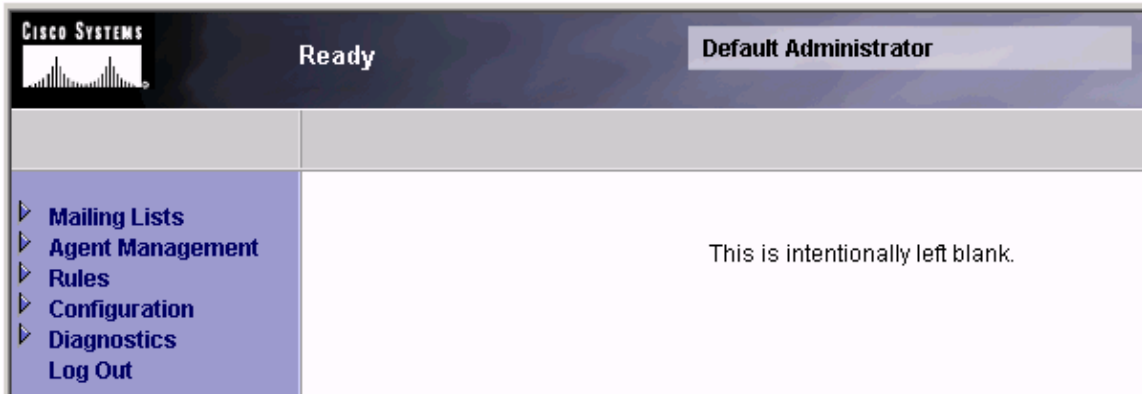 CISCO SYSTEMS
Ready
Default Administrator
Mailing Lists
Agent Management
Rules
Configuration
Diagnostics
Log Out
This is intentionally left blank.